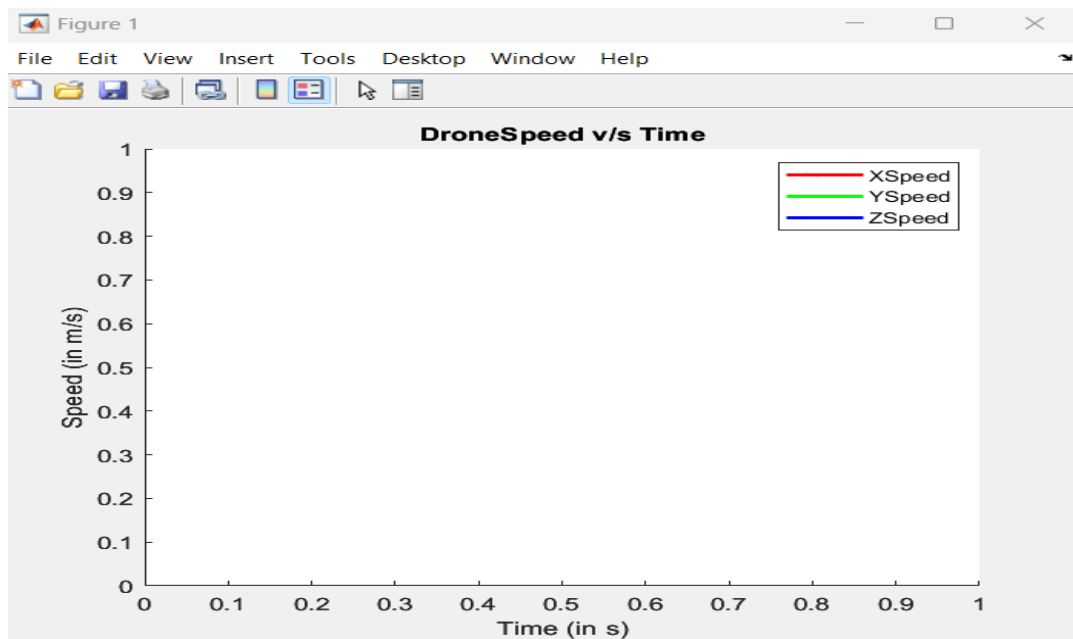 Figure 1
File Edit View Insert Tools Desktop Window Help
DroneSpeed v/s Time
XSpeed
YSpeed
ZSpeed
1
0.9
0.8
0.7
0.6
0.5
0.4
0.3
0.2
0.1
0
Speed (in m/s)
0 0.1 0.2 0.3 0.4 0.5 0.6 0.7 0.8 0.9 1
Time (in s)